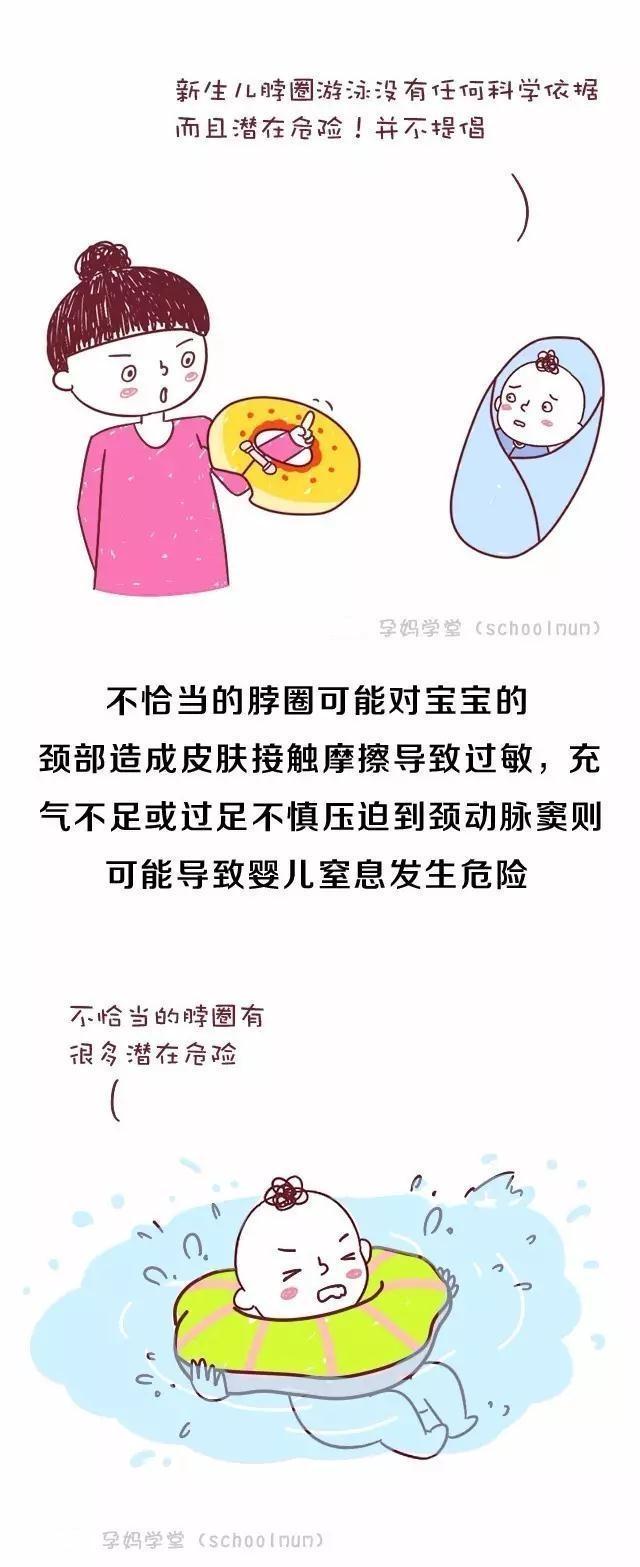 新生儿脖圈游泳没有任何科学依据
而且潜在危险！并不提倡
孕妈学堂（schoolmum）
不恰当的脖圈可能对宝宝的
颈部造成皮肤接触摩擦导致过敏，充
气不足或过足不慎压迫到颈动脉窦则
可能导致婴儿窒息发生危险
不恰当的脖圈有
很多潜在危险
孕妈学堂（schoolmum）